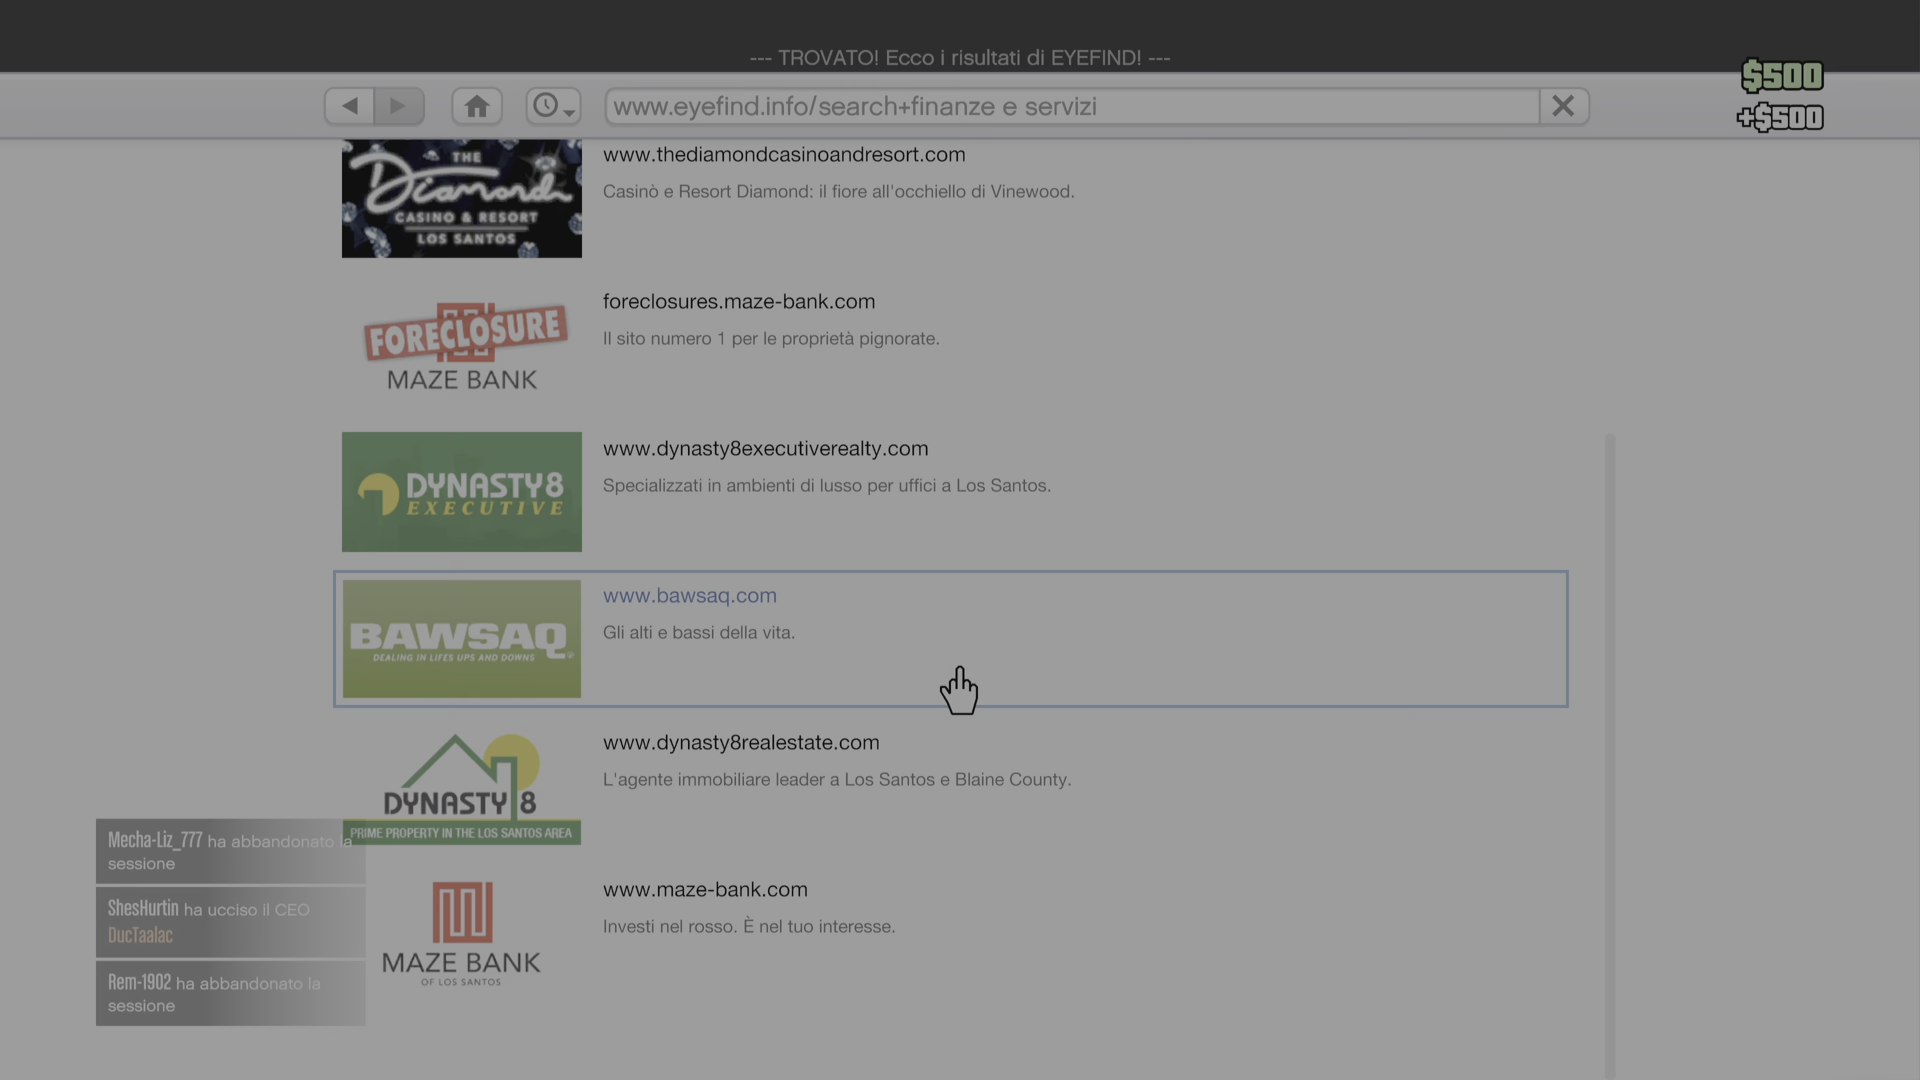 --- TROVATO! Ecco i risultati di EYEFIND! ---
$500
+$500
www.eyefind.info/search+finanze e servizi
THE
Diamond
CASINO & RESORT
LOS SANTOS
www.thediamondcasinoandresort.com
Casinò e Resort Diamond: il fiore all'occhiello di Vinewood.
FORECLOSURE
MAZE BANK
foreclosures.maze-bank.com
Il sito numero 1 per le proprietà pignorate.
DYNASTY8
EXECUTIVE
www.dynasty8executiverealty.com
Specializzati in ambienti di lusso per uffici a Los Santos.
BAWSAQ
DEALING IN LIFES UPS AND DOWNS
www.bawsaq.com
Gli alti e bassi della vita.
DYNASTY 8
PRIME PROPERTY IN THE LOS SANTOS AREA
www.dynasty8realestate.com
L'agente immobiliare leader a Los Santos e Blaine County.
MAZE BANK
OF LOS SANTOS
www.maze-bank.com
Investi nel rosso. È nel tuo interesse.
Mecha-Liz_777 ha abbandonato la
sessione
ShesHurtin ha ucciso il CEO
DucTaalac
Rem-1902 ha abbandonato la
sessione